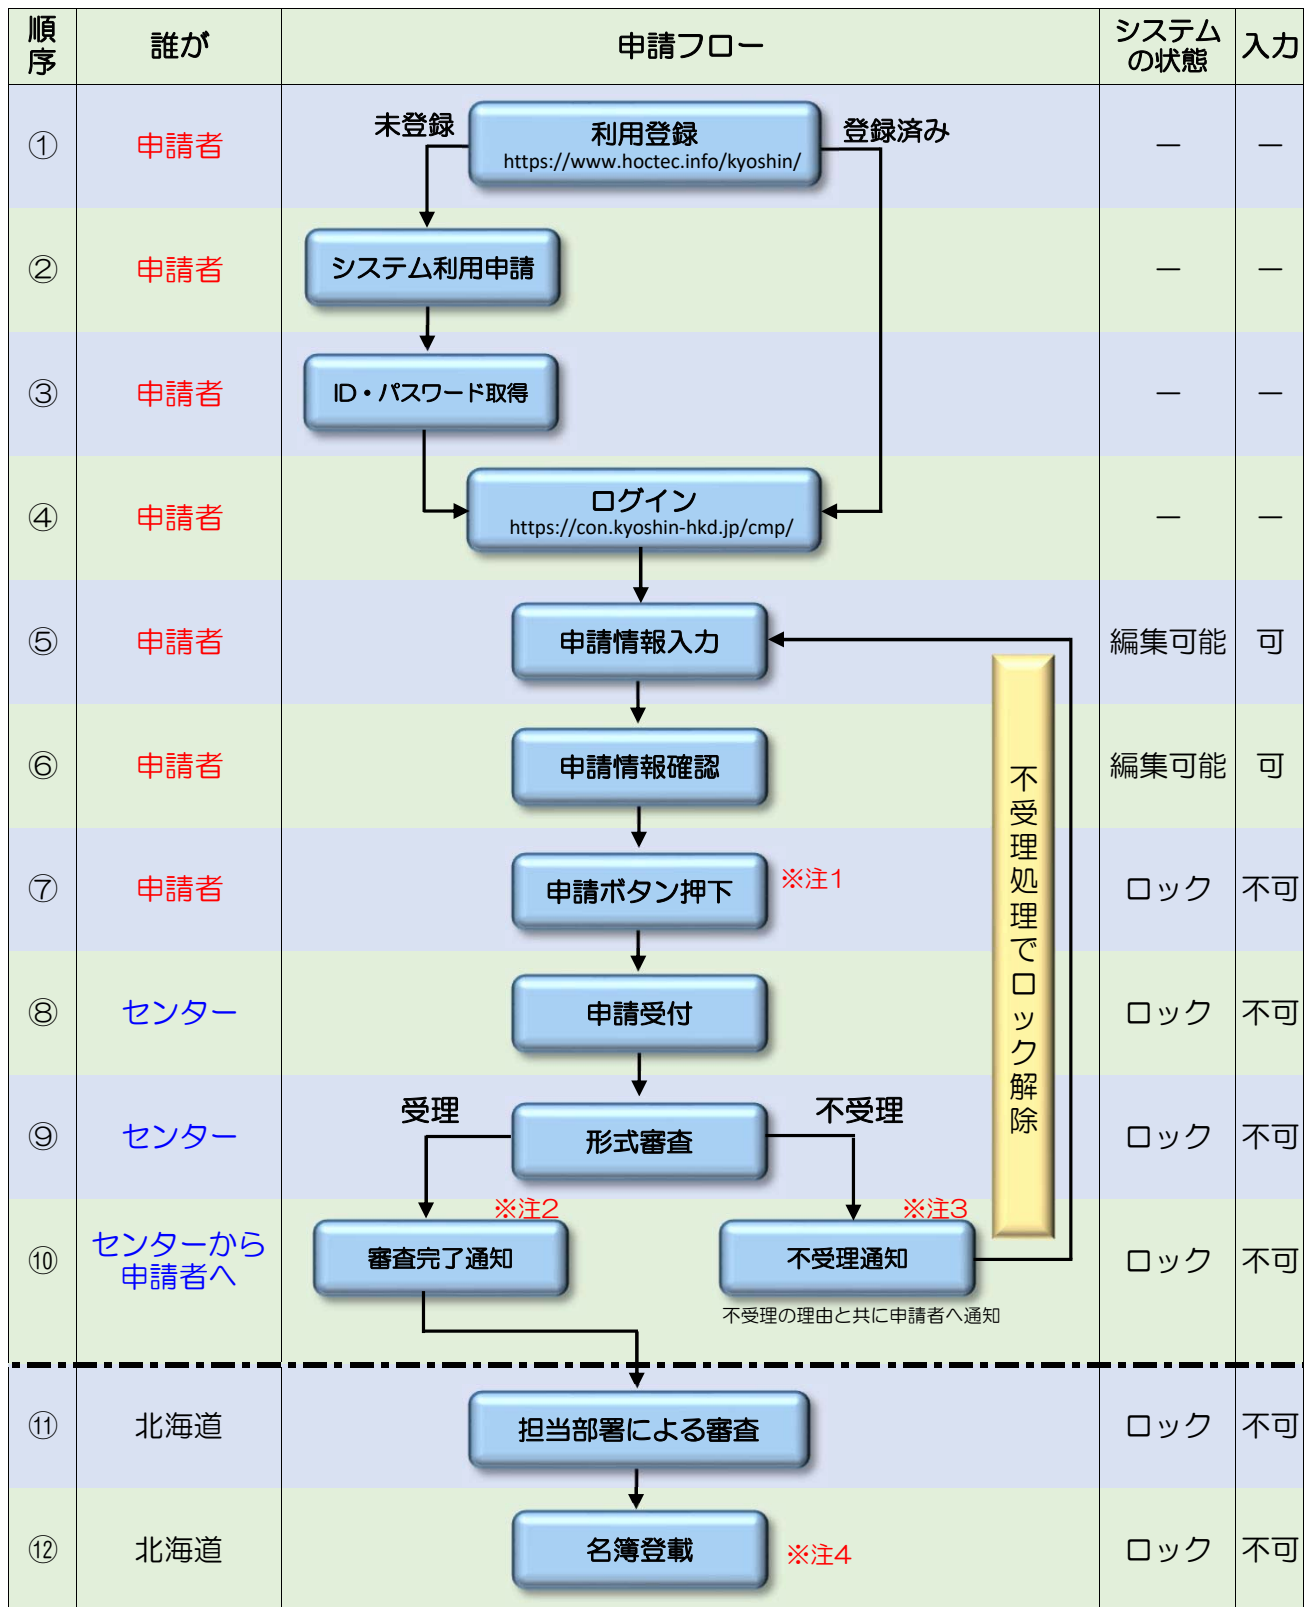 順序
誰が
申請フロー
システムの状態
入力
①
申請者
未登録
利用登録
https://www.hoctec.info/kyoshin/
登録済み
―
―
②
申請者
システム利用申請
―
―
③
申請者
ID・パスワード取得
―
―
④
申請者
ログイン
https://con.kyoshin-hkd.jp/cmp/
―
―
⑤
申請者
申請情報入力
編集可能
可
⑥
申請者
申請情報確認
編集可能
可
不受理処理でロック解除
⑦
申請者
申請ボタン押下
※注1
ロック
不可
⑧
センター
申請受付
ロック
不可
⑨
センター
受理
形式審査
不受理
ロック
不可
⑩
センターから
申請者へ
※注2
審査完了通知
※注3
不受理通知
不受理の理由と共に申請者へ通知
ロック
不可
⑪
北海道
担当部署による審査
ロック
不可
⑫
北海道
名簿登載
※注4
ロック
不可